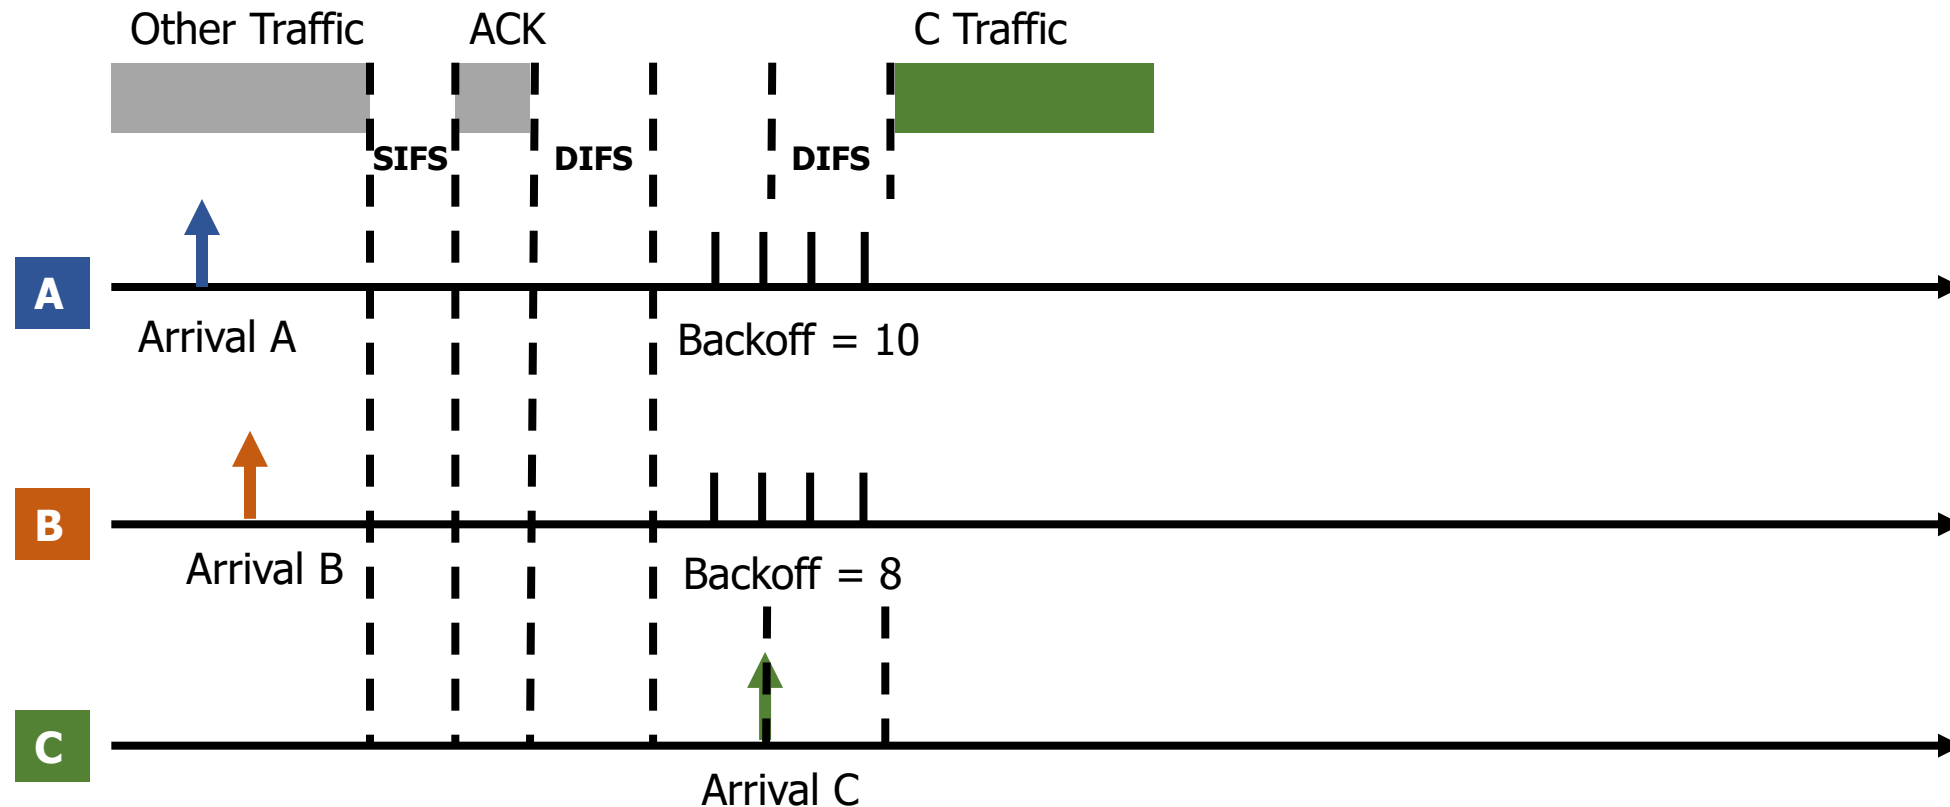 Other Traffic
ACK
C Traffic
SIFS
DIFS
DIFS
A
Arrival A
Backoff = 10
B
Arrival B
Backoff = 8
C
Arrival C